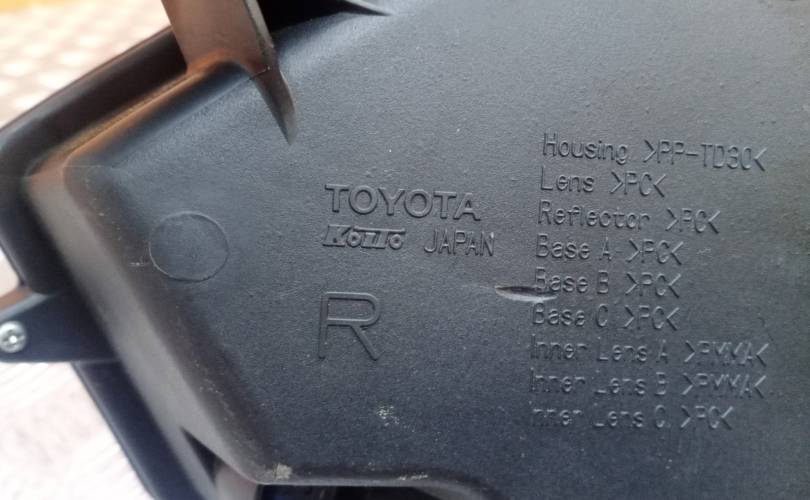 TOYOTA
KOITO JAPAN
R
Housing >PP-TD30<
Lens >PC<
Reflector >PC<
Base A >PC<
Base B >PC<
Base C >PC<
Inner Lens A >PMMA<
Inner Lens B >PMMA<
Inner Lens C >PC<